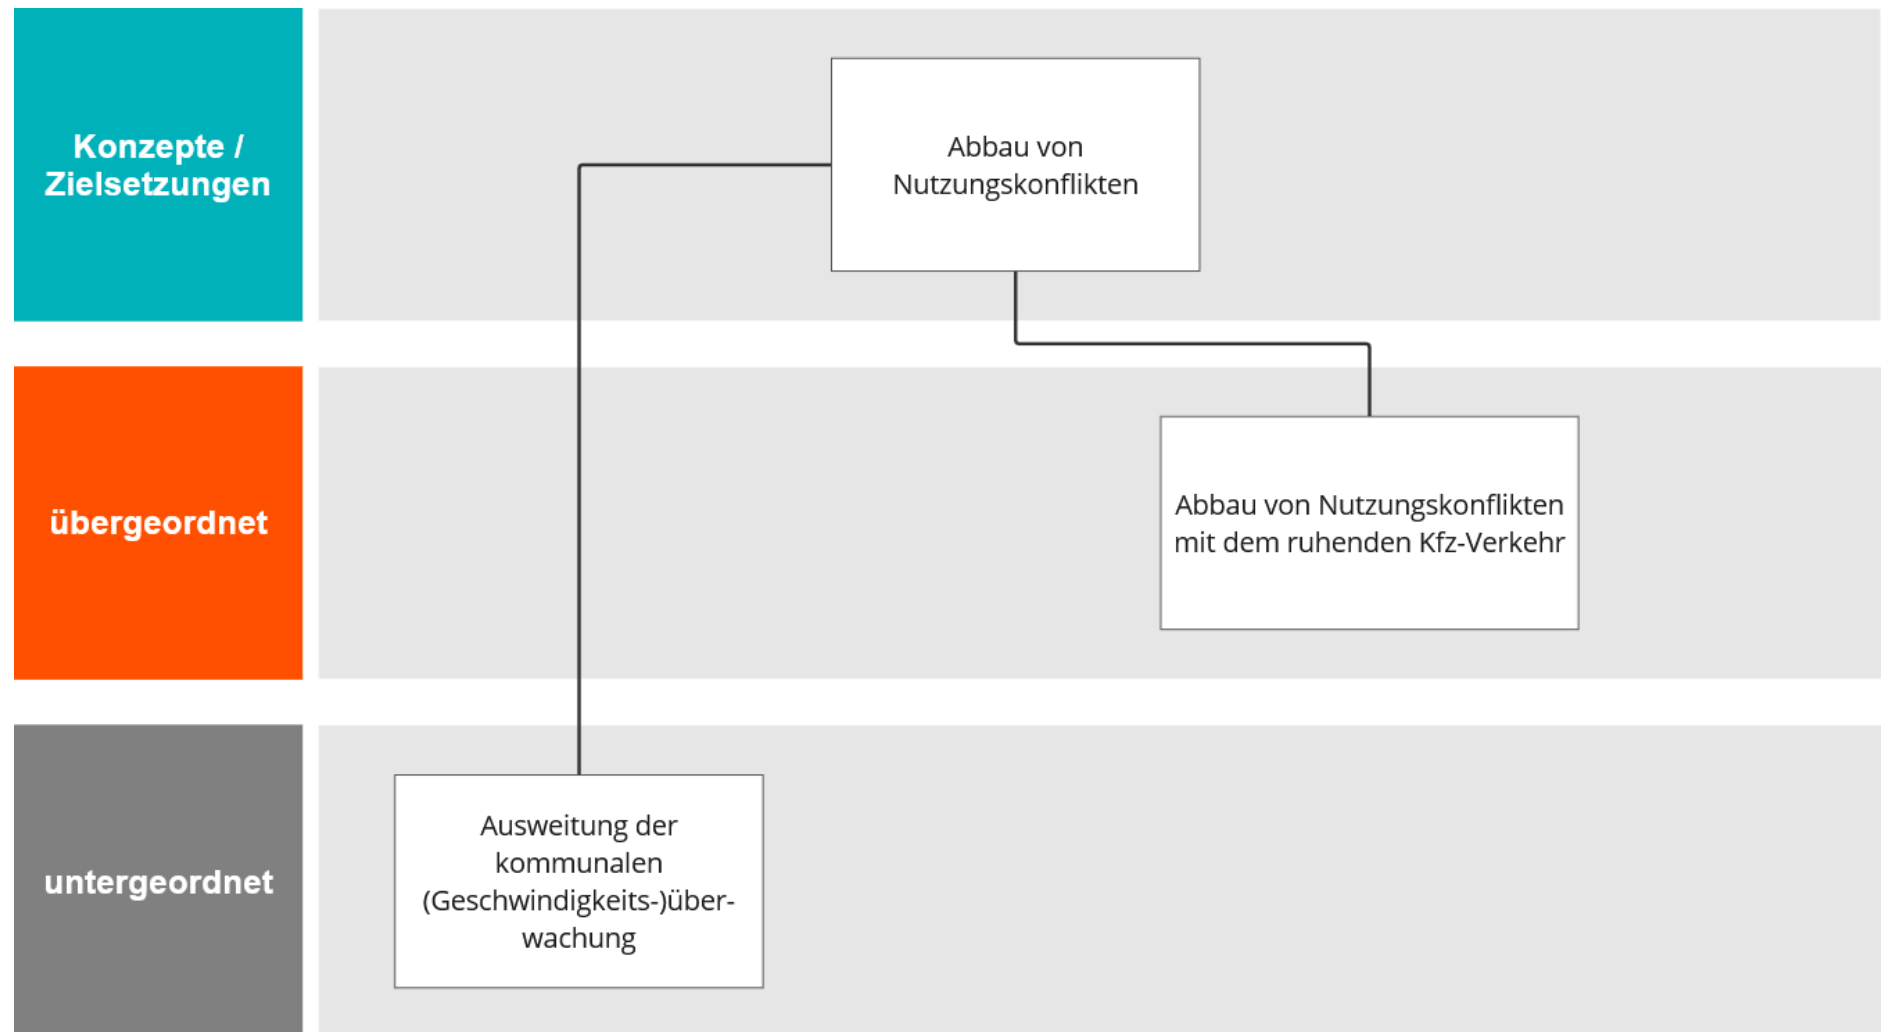 Konzepte /
Zielsetzungen
Abbau von
Nutzungskonflikten
übergeordnet
Abbau von Nutzungskonflikten
mit dem ruhenden Kfz-Verkehr
untergeordnet
Ausweitung der
kommunalen
(Geschwindigkeits-)über-
wachung